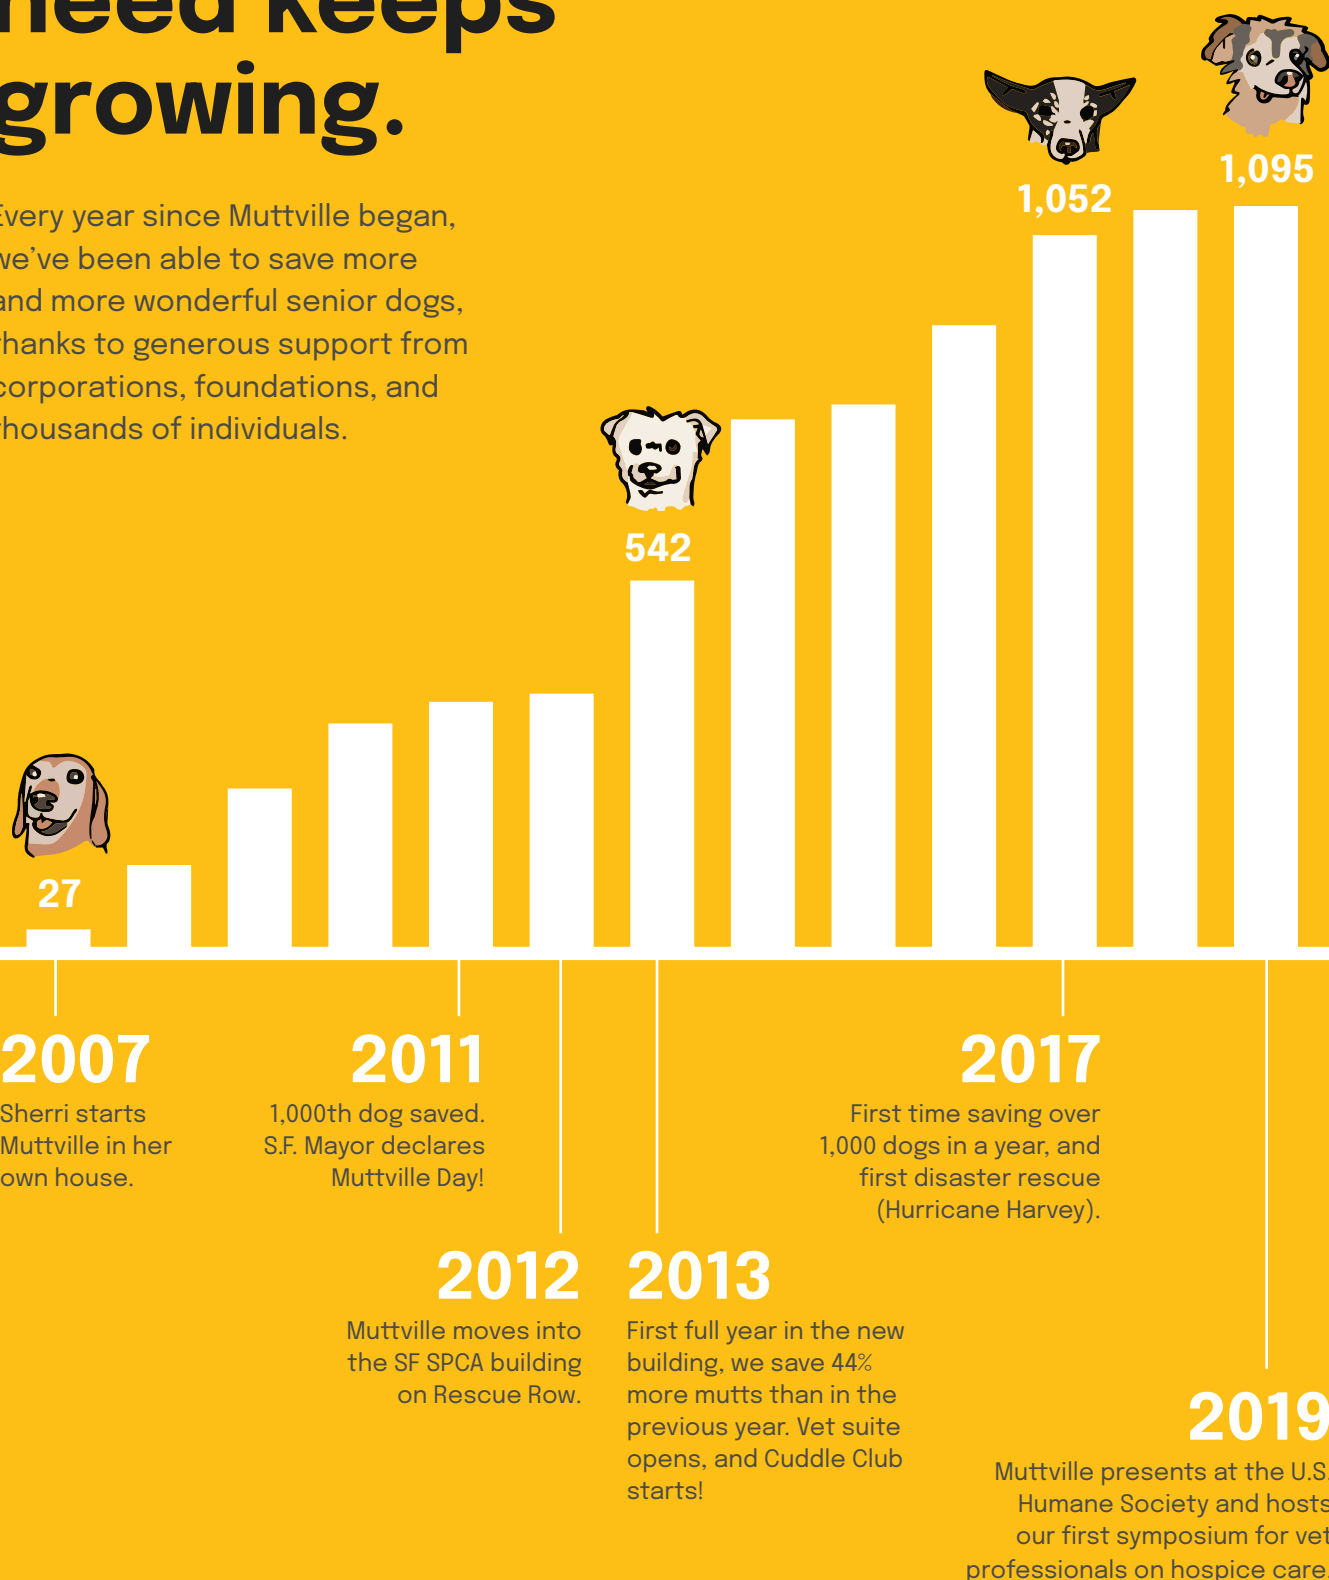 need keeps
growing.
Every year since Muttville began,
we've been able to save more
and more wonderful senior dogs,
thanks to generous support from
corporations, foundations, and
thousands of individuals.
1,095
1,052
542
27
2007
Sherri starts
Muttville in her
own house.
2011
1,000th dog saved.
S.F. Mayor declares
Muttville Day!
2012
Muttville moves into
the SF SPCA building
on Rescue Row.
2013
First full year in the new
building, we save 44%
more mutts than in the
previous year. Vet suite
opens, and Cuddle Club
starts!
2017
First time saving over
1,000 dogs in a year, and
first disaster rescue
(Hurricane Harvey).
2019
Muttville presents at the U.S.
Humane Society and hosts
our first symposium for vet
professionals on hospice care.